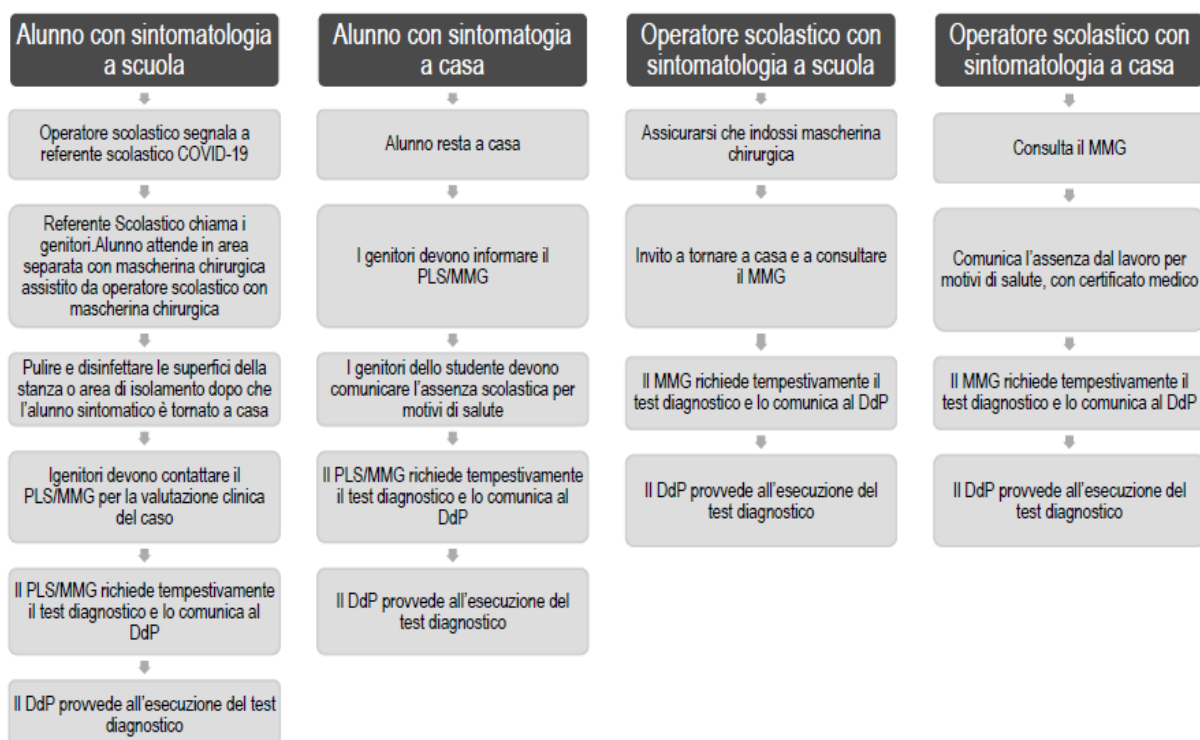 Alunno con sintomatologia
a scuola
Operatore scolastico segnala a
referente scolastico COVID-19
Referente Scolastico chiama i
genitori.Alunno attende in area
separata con mascherina chirurgica
assistito da operatore scolastico con
mascherina chirurgica
Pulire e disinfettare le superfici della
stanza o area di isolamento dopo che
l'alunno sintomatico è tornato a casa
Igenitori devono contattare il
PLS/MMG per la valutazione clinica
del caso
Il PLS/MMG richiede tempestivamente
il test diagnostico e lo comunica al
DdP
Il DdP provvede all'esecuzione del test
diagnostico
Alunno con sintomatogia
a casa
Alunno resta a casa
I genitori devono informare il
PLS/MMG
I genitori dello studente devono
comunicare l'assenza scolastica per
motivi di salute
Il PLS/MMG richiede tempestivamente
il test diagnostico e lo comunica al
DdP
Il DdP provvede all'esecuzione del
test diagnostico
Operatore scolastico con
sintomatologia a scuola
Assicurarsi che indossi mascherina
chirurgica
Invito a tornare a casa e a consultare
il MMG
Il MMG richiede tempestivamente il
test diagnostico e lo comunica al DdP
Il DdP provvede all'esecuzione del
test diagnostico
Operatore scolastico con
sintomatologia a casa
Consulta il MMG
Comunica l'assenza dal lavoro per
motivi di salute, con certificato medico
Il MMG richiede tempestivamente il
test diagnostico e lo comunica al DdP
Il DdP provvede all'esecuzione del
test diagnostico